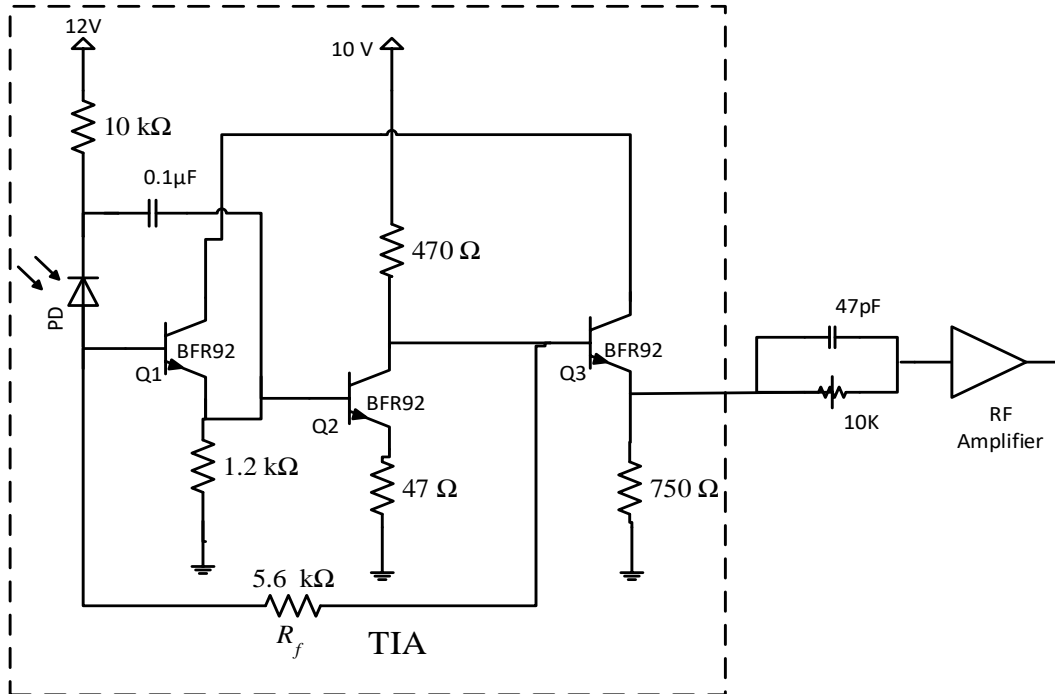 12V
10 V
10 kΩ
0.1µF
470 Ω
PD
BFR92
Q1
BFR92
Q2
BFR92
Q3
47pF
10K
RF
Amplifier
1.2 kΩ
47 Ω
750 Ω
5.6 kΩ
Rf
TIA